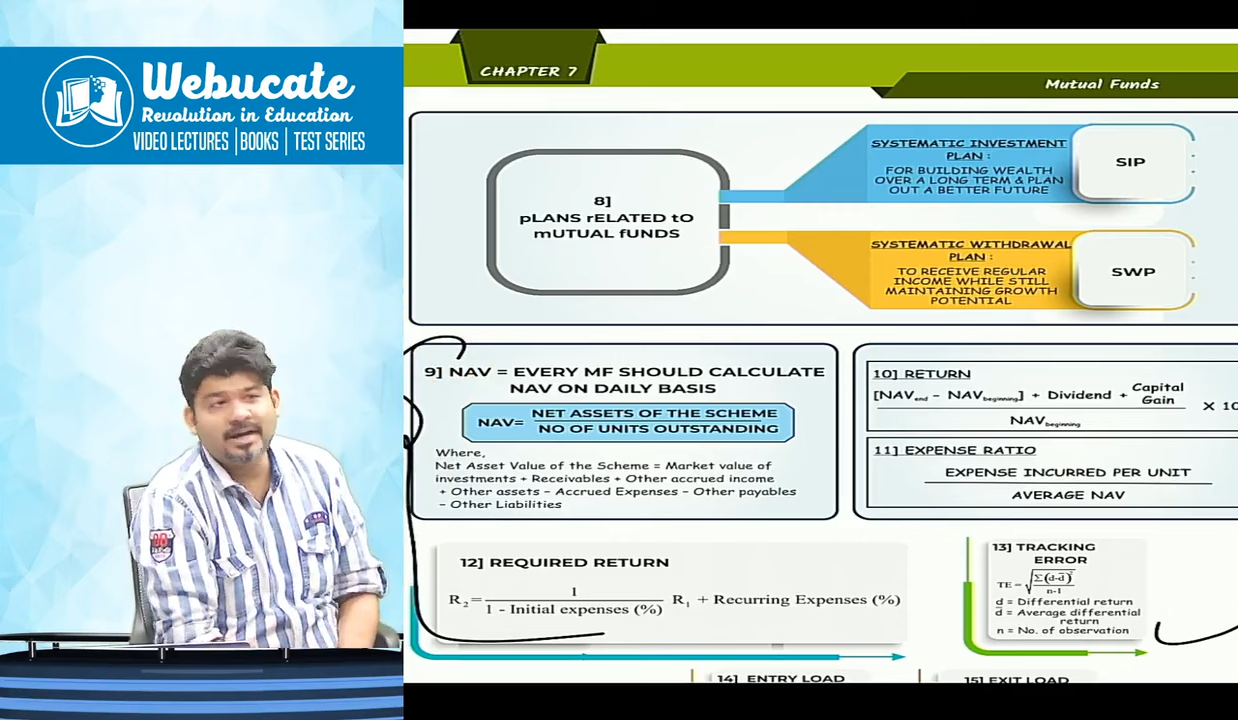 Webucate
Revolution in Education
VIDEO LECTURES | BOOKS | TEST SERIES
CHAPTER 7
Mutual Funds
8]
pLANS rELATED tO
mUTUAL fUNDS
SYSTEMATIC INVESTMENT
PLAN :
FOR BUILDING WEALTH
OVER A LONG TERM & PLAN
OUT A BETTER FUTURE
SIP
SYSTEMATIC WITHDRAWAL
PLAN :
TO RECEIVE REGULAR
INCOME WHILE STILL
MAINTAINING GROWTH
POTENTIAL
SWP
9] NAV = EVERY MF SHOULD CALCULATE
NAV ON DAILY BASIS
NAV= NET ASSETS OF THE SCHEME
NO OF UNITS OUTSTANDING
Where,
Net Asset Value of the Scheme = Market value of
investments + Receivables + Other accrued income
+ Other assets – Accrued Expenses – Other payables
– Other Liabilities
10] RETURN
[NAVend – NAVbeginning] + Dividend + Capital Gain
NAVbeginning
X 10
11] EXPENSE RATIO
EXPENSE INCURRED PER UNIT
AVERAGE NAV
12] REQUIRED RETURN
R2= 1 R1 + Recurring Expenses (%)
1 - Initial expenses (%)
13] TRACKING
ERROR
TE = √Σ(d-d̄)²
n-1
d = Differential return
d̄ = Average differential
return
n = No. of observation
14] ENTRY LOAD
15] EXIT LOAD